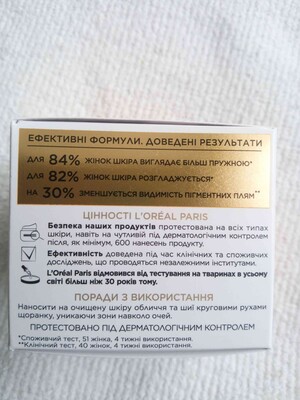 ЕФЕКТИВНІ ФОРМУЛИ. ДОВЕДЕНІ РЕЗУЛЬТАТИ
ДЛЯ 84% ЖІНОК ШКІРА ВИГЛЯДАЄ БІЛЬШ ПРУЖНОЮ*
ДЛЯ 82% ЖІНОК ШКІРА РОЗГЛАДЖУЄТЬСЯ*
НА 30% ЗМЕНШУЄТЬСЯ ВИДИМІСТЬ ПІГМЕНТНИХ ПЛЯМ**
ЦІННОСТІ L'ORÉAL PARIS
Безпека наших продуктів протестована на всіх типах
шкіри, навіть на чутливій під дерматологічним контролем
після, як мінімум, 600 нанесень продукту.
Ефективність доведена під час клінічних та споживчих
досліджень, що проводяться незалежними інститутами.
L'Oréal Paris відмовився від тестування на тваринах в усьому
світі більш ніж 30 років тому.
ПОРАДИ З ВИКОРИСТАННЯ
Наносити на очищену шкіру обличчя та шиї круговими рухами
щоранку, уникаючи зони навколо очей.
ПРОТЕСТОВАНО ПІД ДЕРМАТОЛОГІЧНИМ КОНТРОЛЕМ
*Споживчий тест, 51 жінка, 4 тижні використання.
**Клінічний тест, 40 жінок, 4 тижні використання.